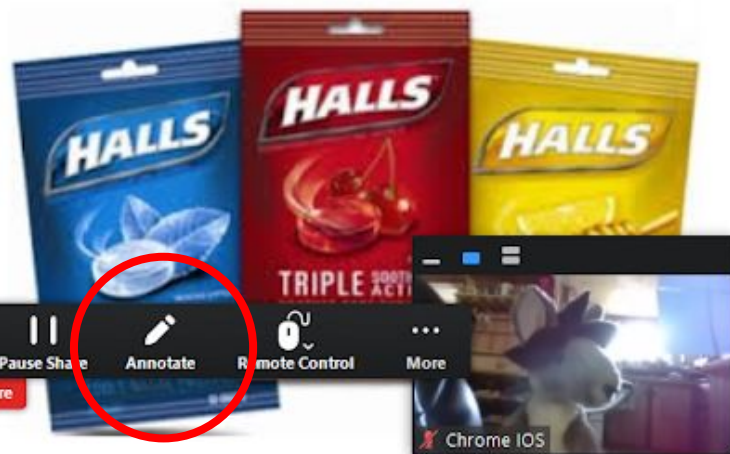 HALLS
HALLS
HALLS
TRIPLE
Pause Share
Annotate
Remote Control
More
Chrome IOS